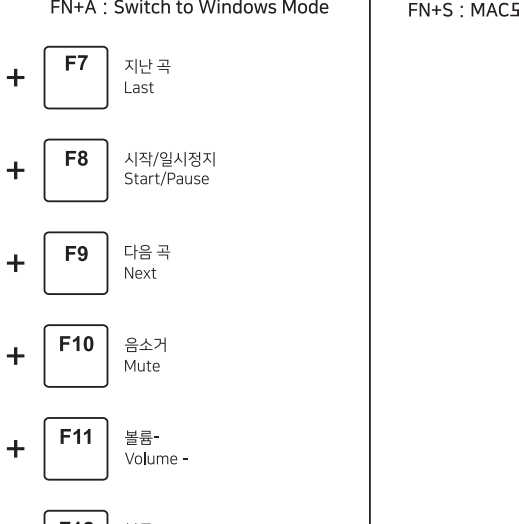 FN+A : Switch to Windows Mode
+ F7 지난 곡
Last
+ F8 시작/일시정지
Start/Pause
+ F9 다음 곡
Next
+ F10 음소거
Mute
+ F11 볼륨-
Volume -
FN+S : MAC